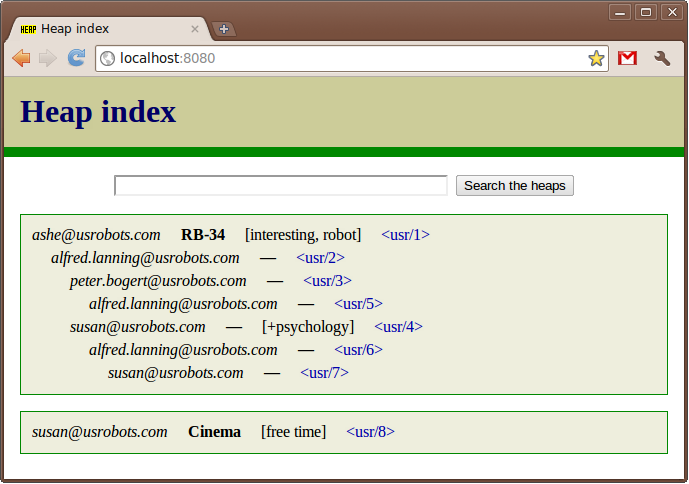 HEAP Heap index
localhost:8080
Heap index
Search the heaps
ashe@usrobots.com RB-34 [interesting, robot] <usr/1>
alfred.lanning@usrobots.com — <usr/2>
peter.bogert@usrobots.com — <usr/3>
alfred.lanning@usrobots.com — <usr/5>
susan@usrobots.com — [+psychology] <usr/4>
alfred.lanning@usrobots.com — <usr/6>
susan@usrobots.com — <usr/7>
susan@usrobots.com Cinema [free time] <usr/8>